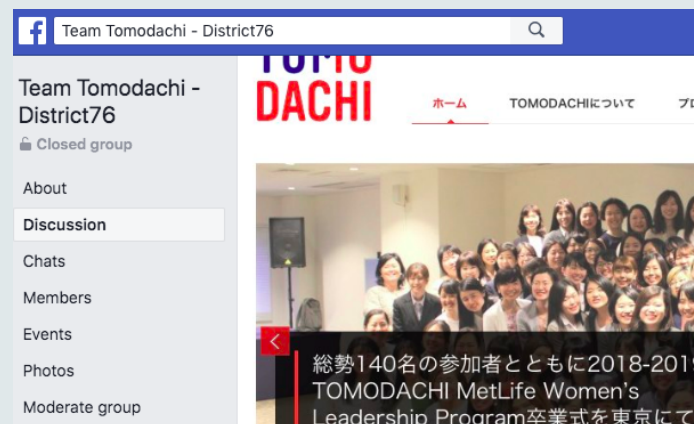 Team Tomodachi - District76
Team Tomodachi -
District76
Closed group
About
Discussion
Chats
Members
Events
Photos
Moderate group
TOMO
DACHI
ホーム
TOMODACHIについて
総勢140名の参加者とともに2018-2019
TOMODACHI MetLife Women's
Leadership Program卒業式を東京にて